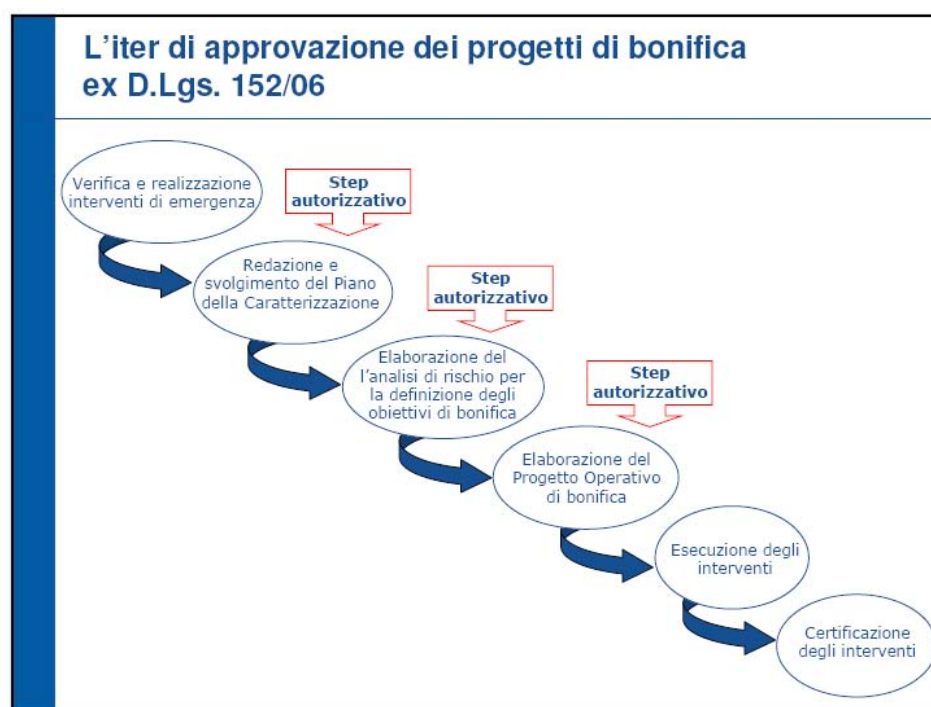 L'iter di approvazione dei progetti di bonifica
ex D.Lgs. 152/06
Verifica e realizzazione
interventi di emergenza
Step
autorizzativo
Redazione e
svolgimento del Piano
della Caratterizzazione
Step
autorizzativo
Elaborazione del
l'analisi di rischio per
la definizione degli
obiettivi di bonifica
Step
autorizzativo
Elaborazione del
Progetto Operativo
di bonifica
Esecuzione degli
interventi
Certificazione
degli interventi